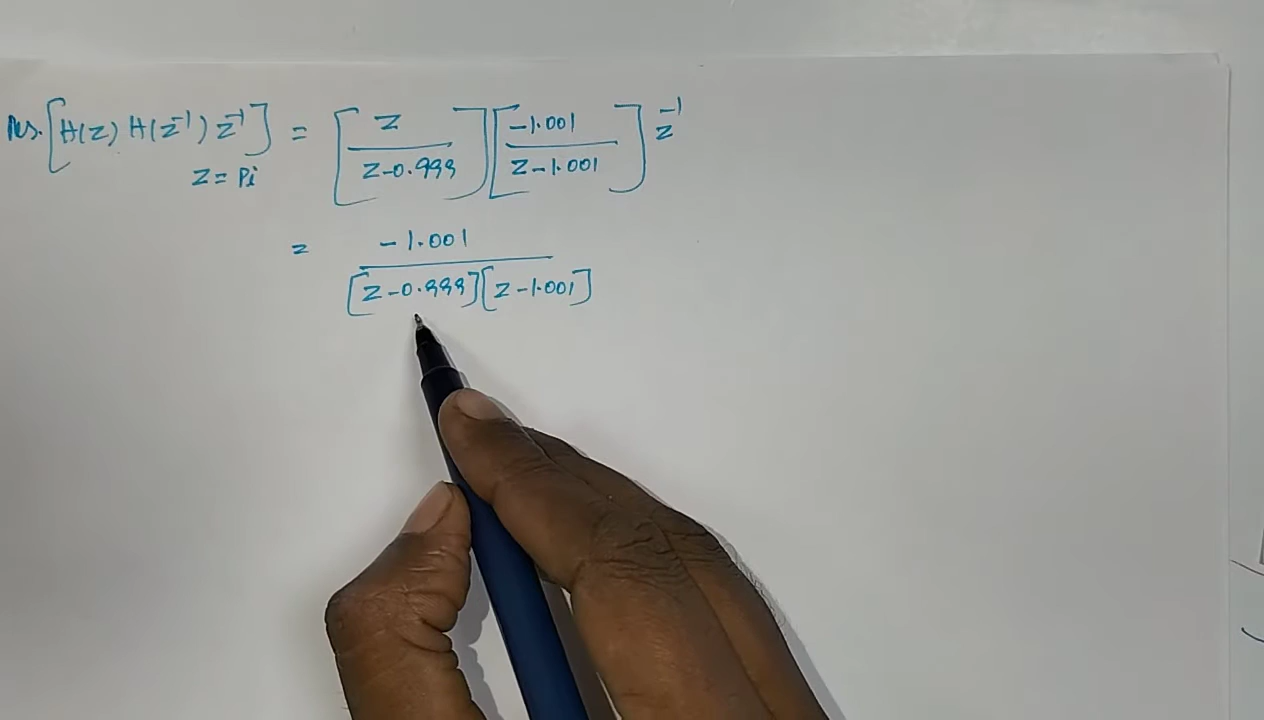 Res. [H(z) H(z⁻¹) z⁻¹] z = Pi = [z / (z - 0.999)] [-1.001 / (z - 1.001)] z⁻¹
= -1.001 / [z - 0.999][z - 1.001]